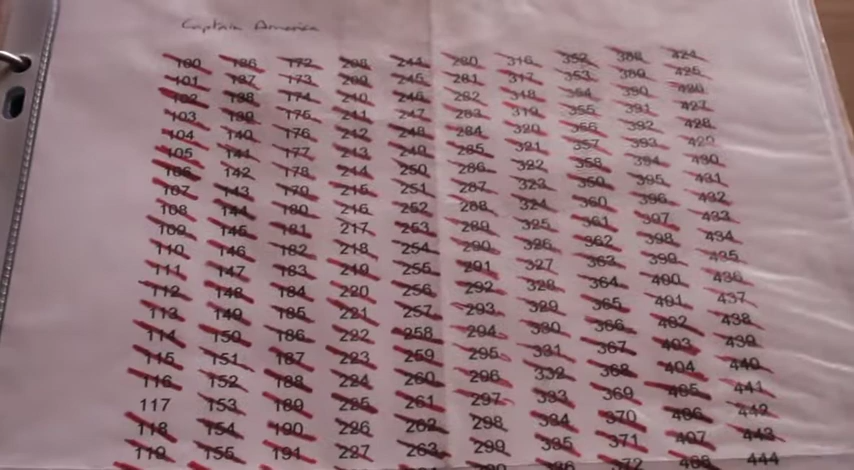 Captain America
100 136 172 208 244 280 316 352 388 424
101 137 173 209 245 281 317 353 389 425
102 138 174 210 246 282 318 354 390 426
103 139 175 211 247 283 319 355 391 427
104 140 176 212 248 284 320 356 392 428
105 141 177 213 249 285 321 357 393 429
106 142 178 214 250 286 322 358 394 430
107 143 179 215 251 287 323 359 395 431
108 144 180 216 252 288 324 360 396 432
109 145 181 217 253 289 325 361 397 433
110 146 182 218 254 290 326 362 398 434
111 147 183 219 255 291 327 363 399 435
112 148 184 220 256 292 328 364 400 436
113 149 185 221 257 293 329 365 401 437
114 150 186 222 258 294 330 366 402 438
115 151 187 223 259 295 331 367 403 439
116 152 188 224 260 296 332 368 404 440
117 153 189 225 261 297 333 369 405 441
118 154 190 226 262 298 334 370 406 442
119 155 191 227 263 299 335 371 407 443
372 408 444